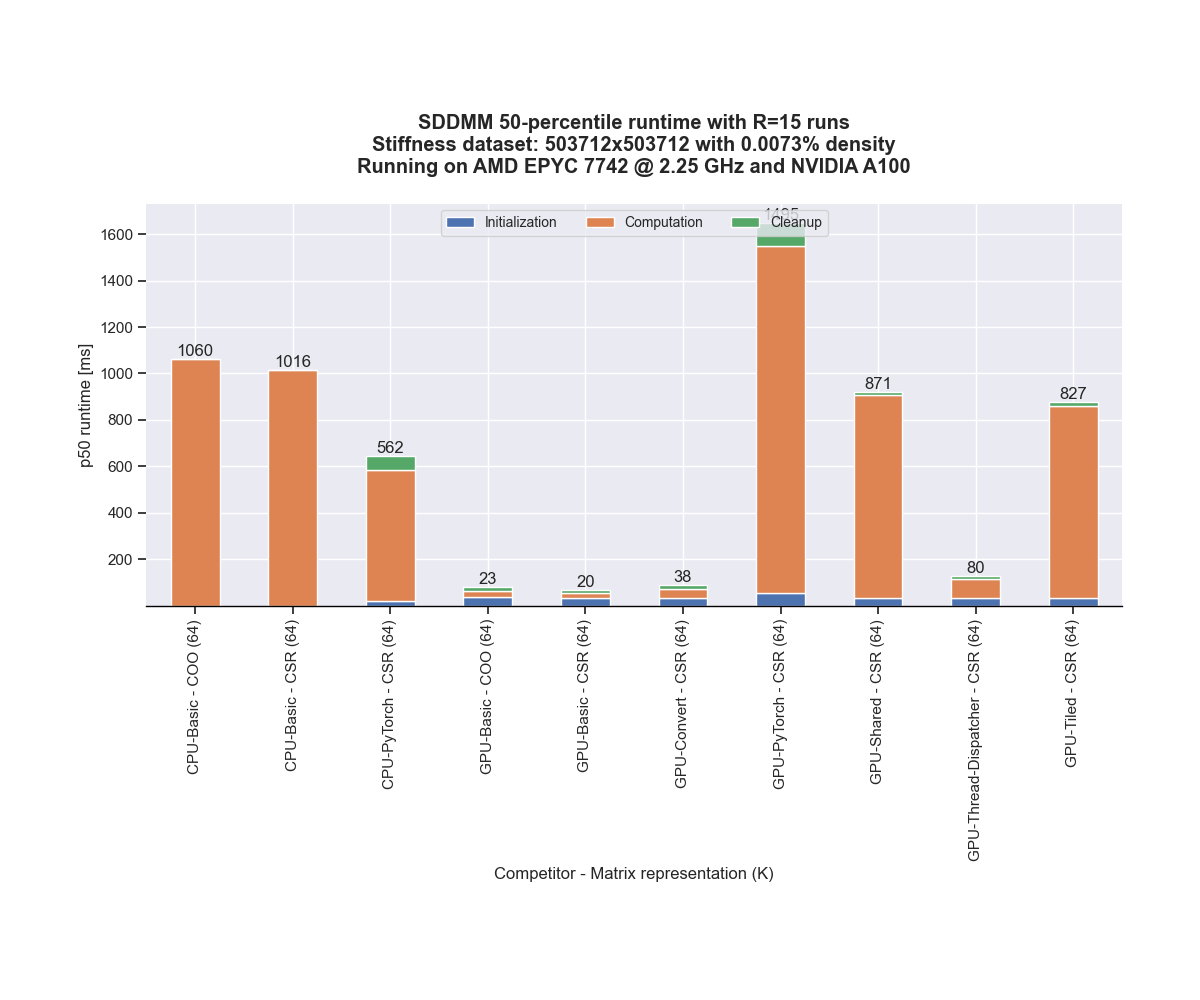 SDDMM 50-percentile runtime with R=15 runs
Stiffness dataset: 503712x503712 with 0.0073% density
Running on AMD EPYC 7742 @ 2.25 GHz and NVIDIA A100
Initialization
Computation
Cleanup
1495
p50 runtime [ms]
1600
1400
1200
1000
800
600
400
200
1060
1016
562
23
20
38
871
80
827
CPU-Basic - COO (64)
CPU-Basic - CSR (64)
CPU-PyTorch - CSR (64)
GPU-Basic - COO (64)
GPU-Basic - CSR (64)
GPU-Convert - CSR (64)
GPU-PyTorch - CSR (64)
GPU-Shared - CSR (64)
GPU-Thread-Dispatcher - CSR (64)
GPU-Tiled - CSR (64)
Competitor - Matrix representation (K)